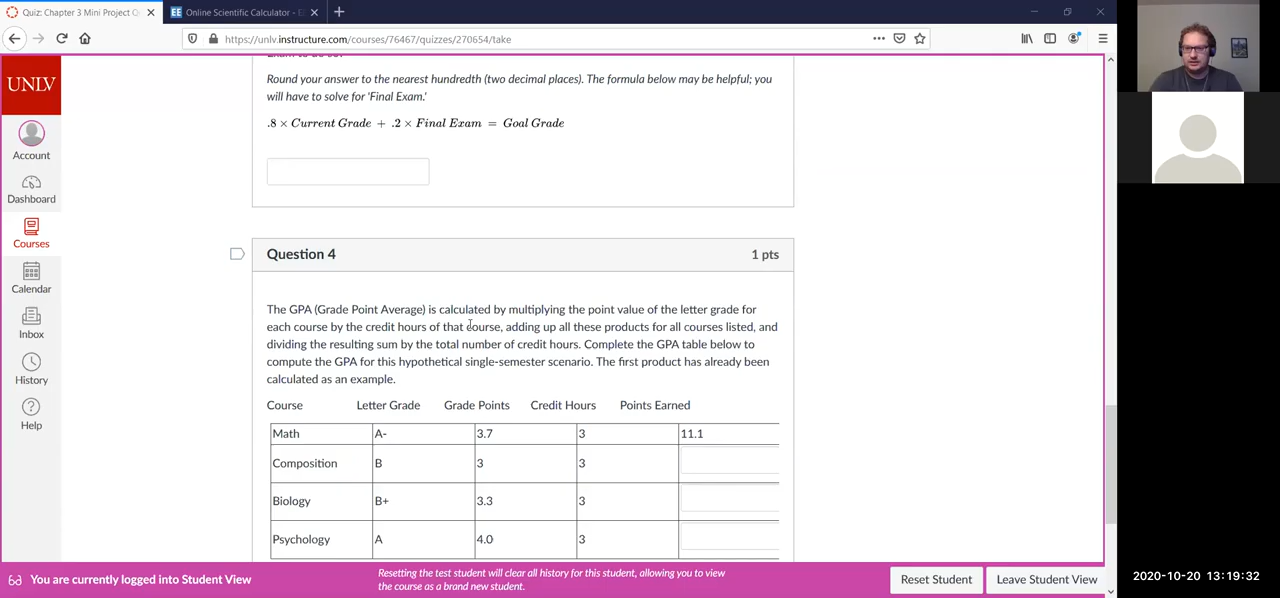 Quiz: Chapter 3 Mini Project Q
EE Online Scientific Calculator - E
https://unlv.instructure.com/courses/76467/quizzes/270654/take
UNLV
Account
Dashboard
Courses
Calendar
Inbox
History
Help
Round your answer to the nearest hundredth (two decimal places). The formula below may be helpful; you
will have to solve for 'Final Exam.'
.8 × Current Grade + .2 × Final Exam = Goal Grade
Question 4 1 pts
The GPA (Grade Point Average) is calculated by multiplying the point value of the letter grade for
each course by the credit hours of that course, adding up all these products for all courses listed, and
dividing the resulting sum by the total number of credit hours. Complete the GPA table below to
compute the GPA for this hypothetical single-semester scenario. The first product has already been
calculated as an example.
Course Letter Grade Grade Points Credit Hours Points Earned
Math A- 3.7 3 11.1
Composition B 3 3
Biology B+ 3.3 3
Psychology A 4.0 3
You are currently logged into Student View
Resetting the test student will clear all history for this student, allowing you to view
the course as a brand new student.
Reset Student
Leave Student View
2020-10-20 13:19:32